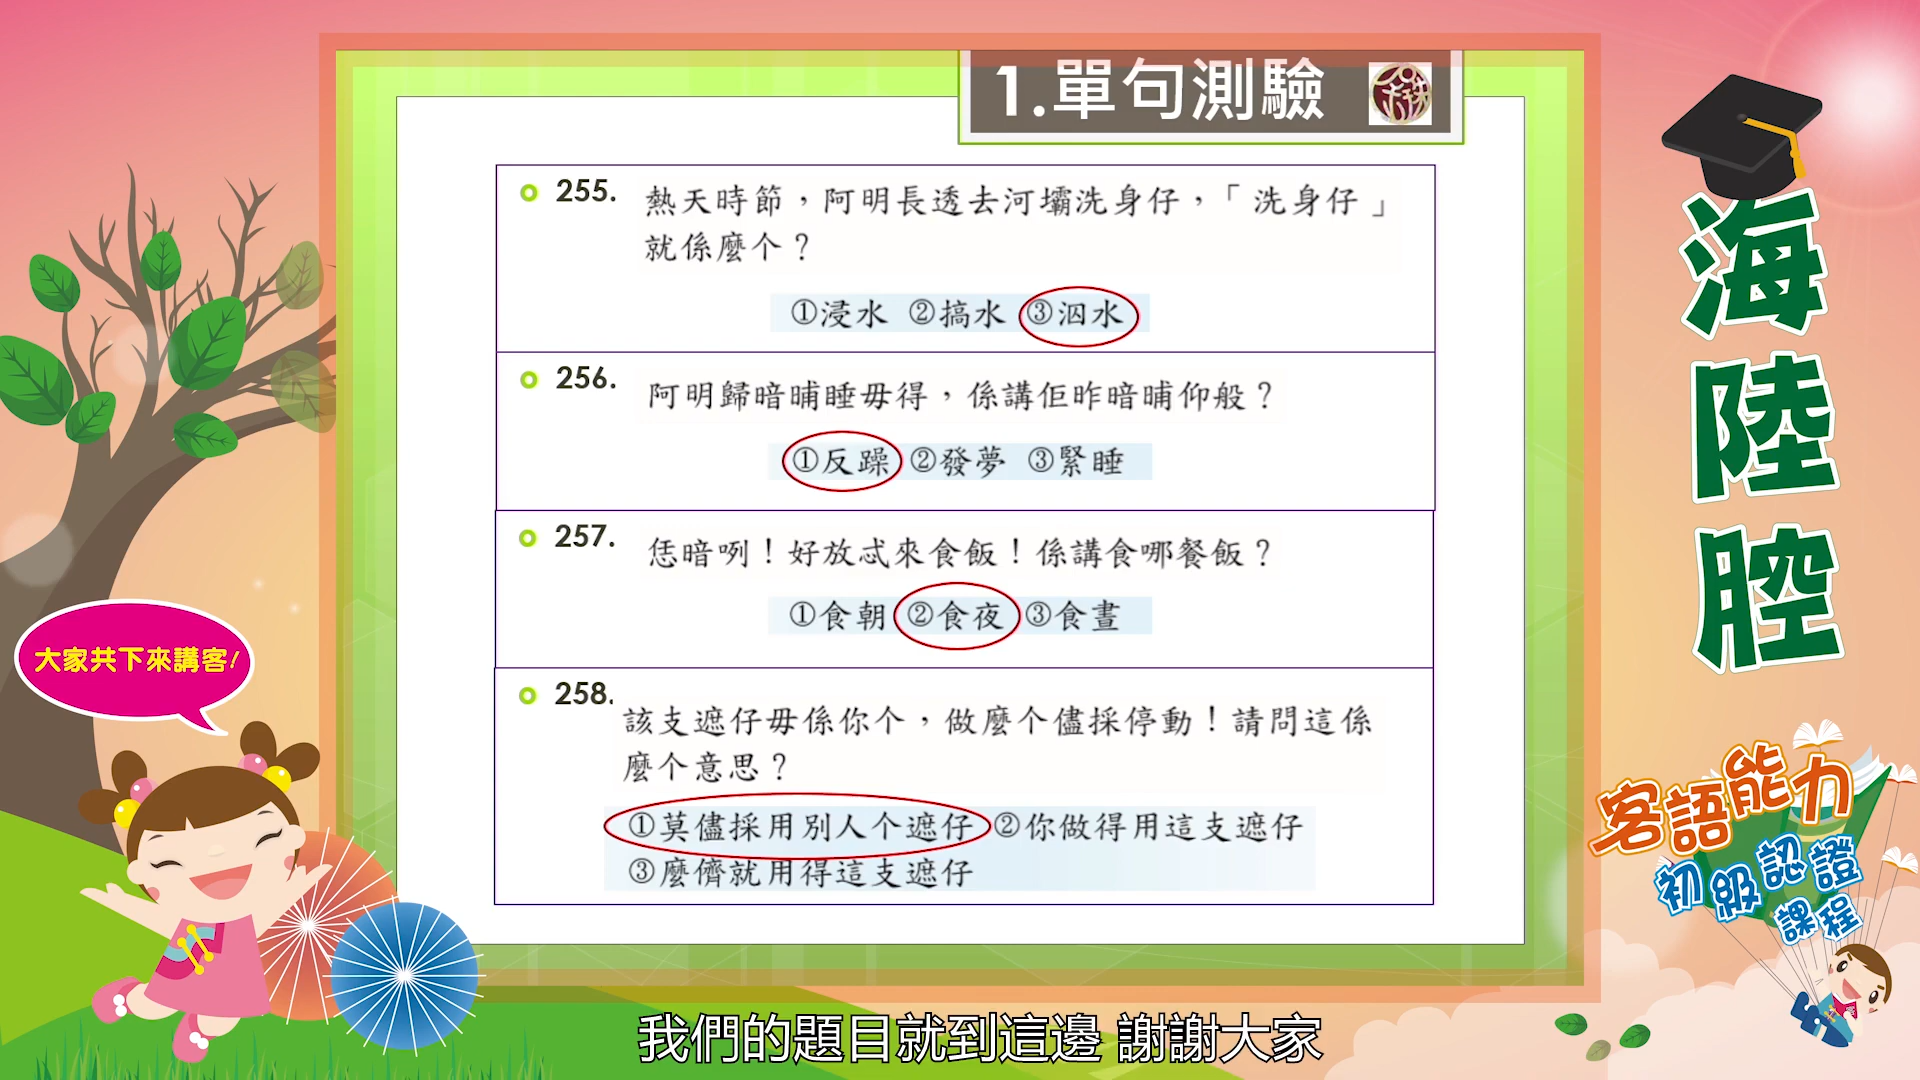 1.單句測驗
255. 熱天時節，阿明長透去河壩洗身仔，「洗身仔」
就係麼个？
①浸水 ②搞水 ③泅水
256. 阿明歸暗晡睡毋得，係講佢昨暗晡仰般？
①反躁 ②發夢 ③緊睡
257. 恁暗咧！好放忒來食飯！係講食哪餐飯？
①食朝 ②食夜 ③食晝
258. 該支遮仔毋係你个，做麼个儘採停動！請問這係
麼个意思？
①莫儘採用別人个遮仔 ②你做得用這支遮仔
③麼儕就用得這支遮仔
大家共下來講客!
海陸腔
客語能力
初級認證
課程
我們的題目就到這邊 謝謝大家